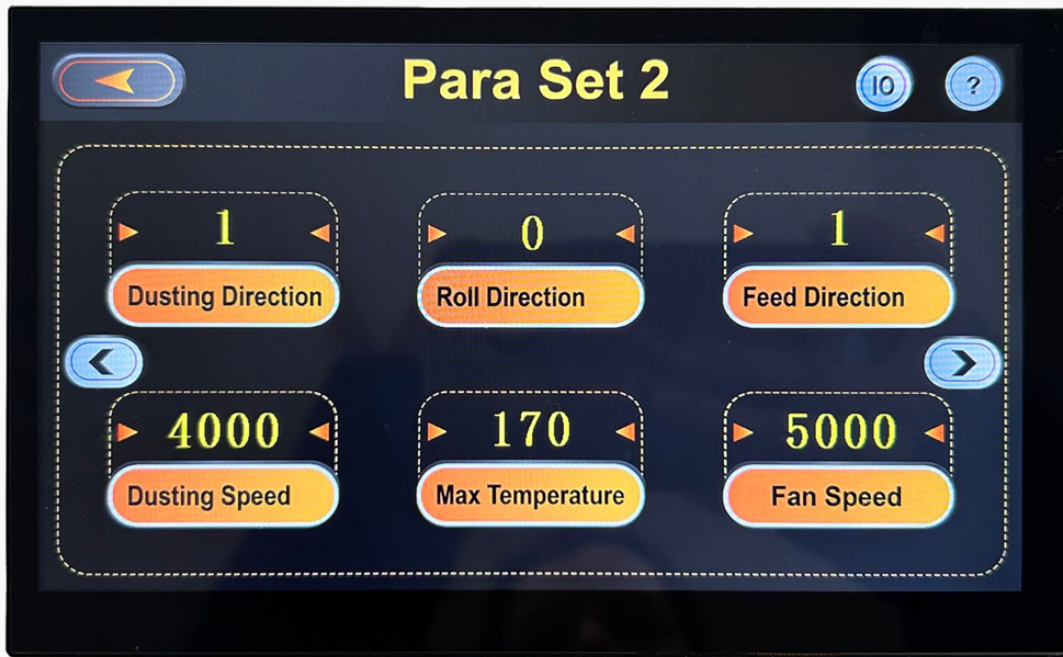 Para Set 2
IO
?
1
0
1
Dusting Direction
Roll Direction
Feed Direction
4000
170
5000
Dusting Speed
Max Temperature
Fan Speed